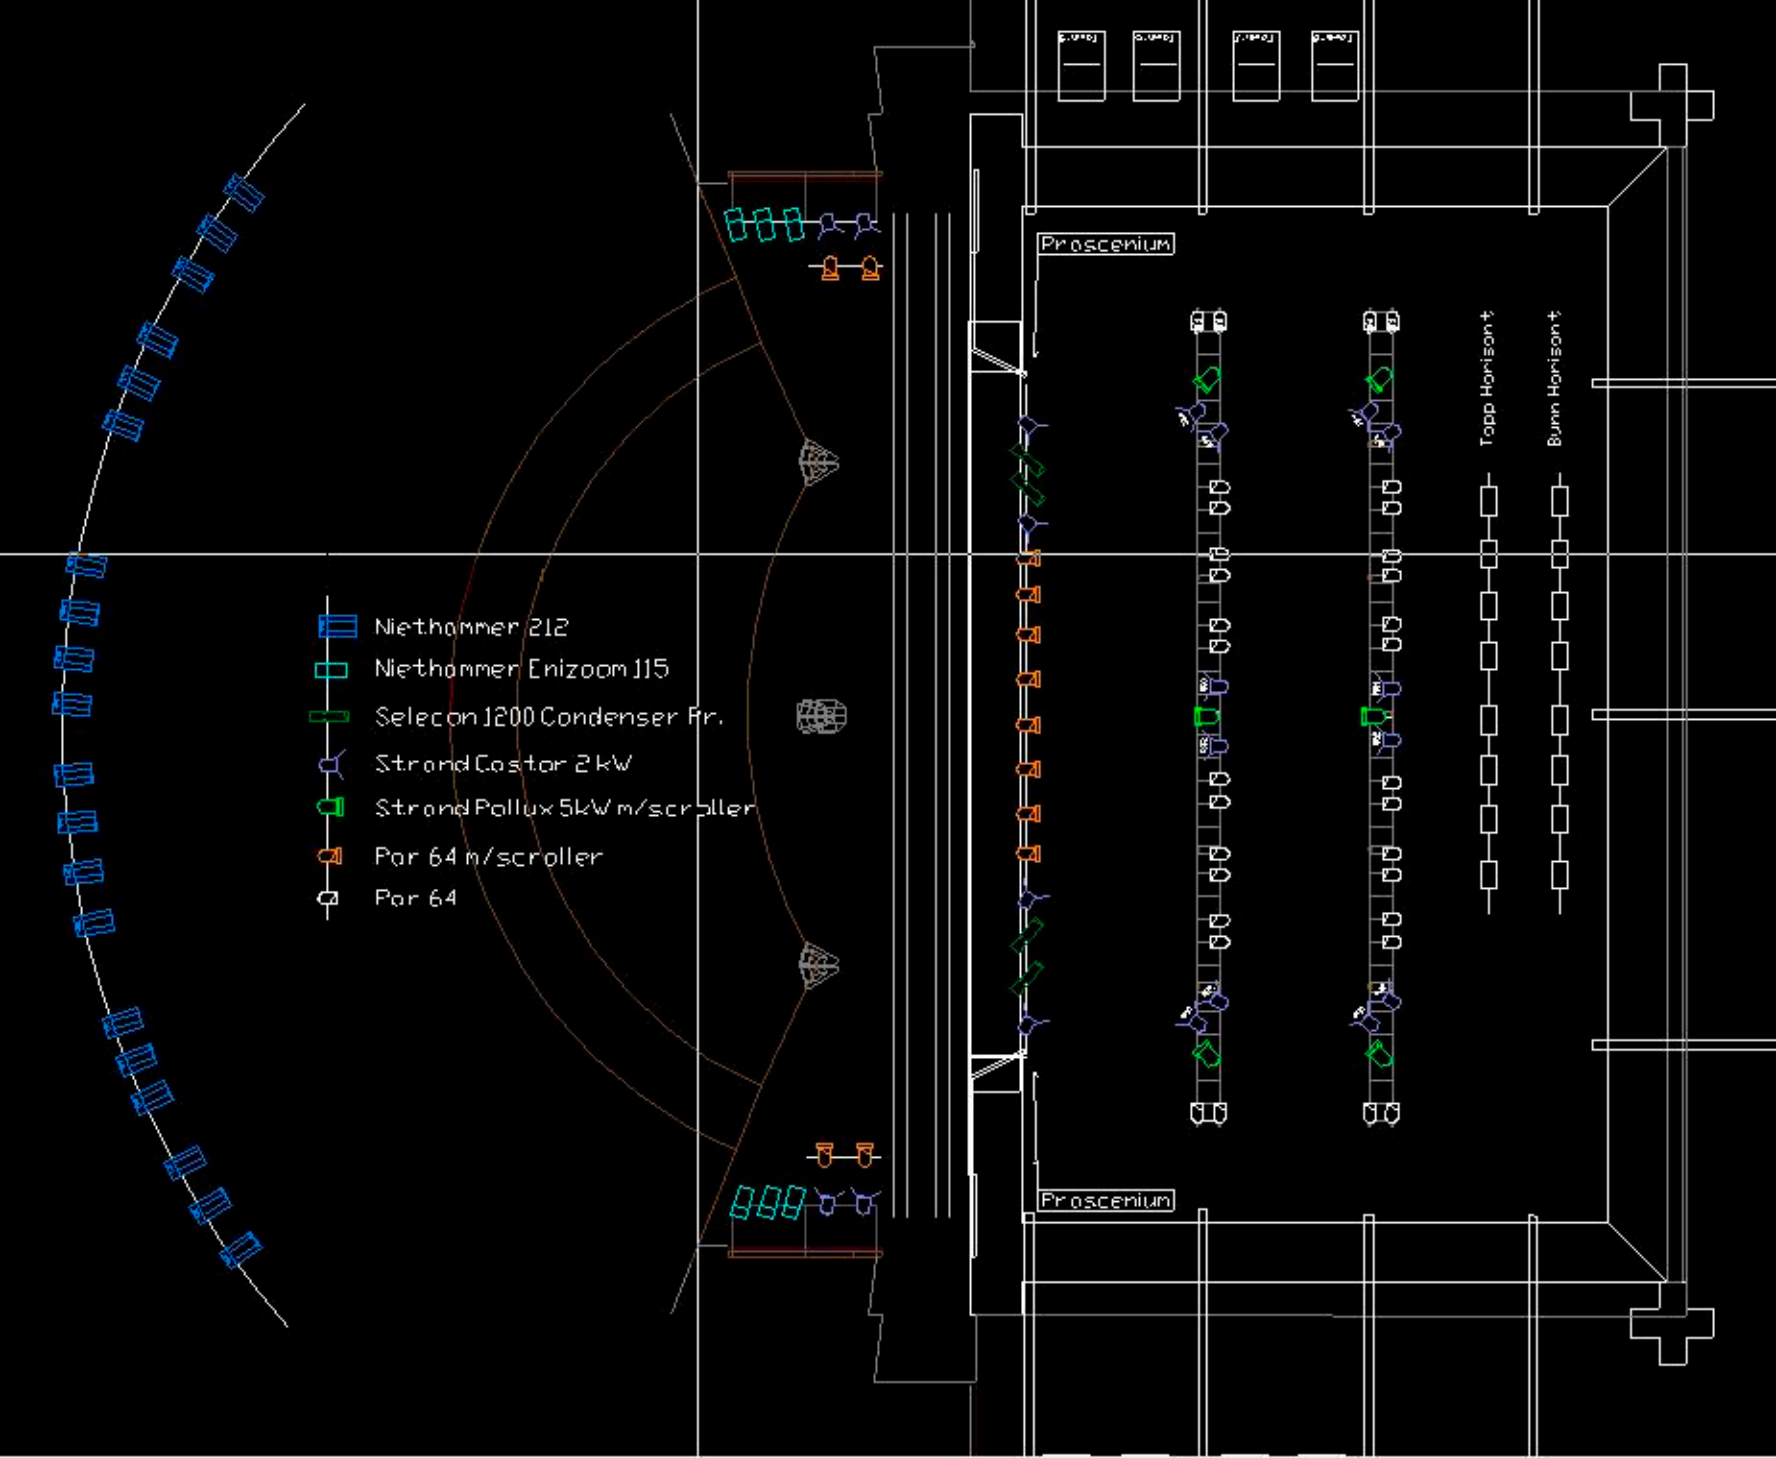 Proscenium
Topp Horisont
Bunn Horisont
Niethammer 212
Niethammer Enizoom 115
Selecon 1200 Condenser Pr.
Strand Castor 2 kW
Strand Pollux 5kW m/scroller
Par 64 m/scroller
Par 64
Proscenium